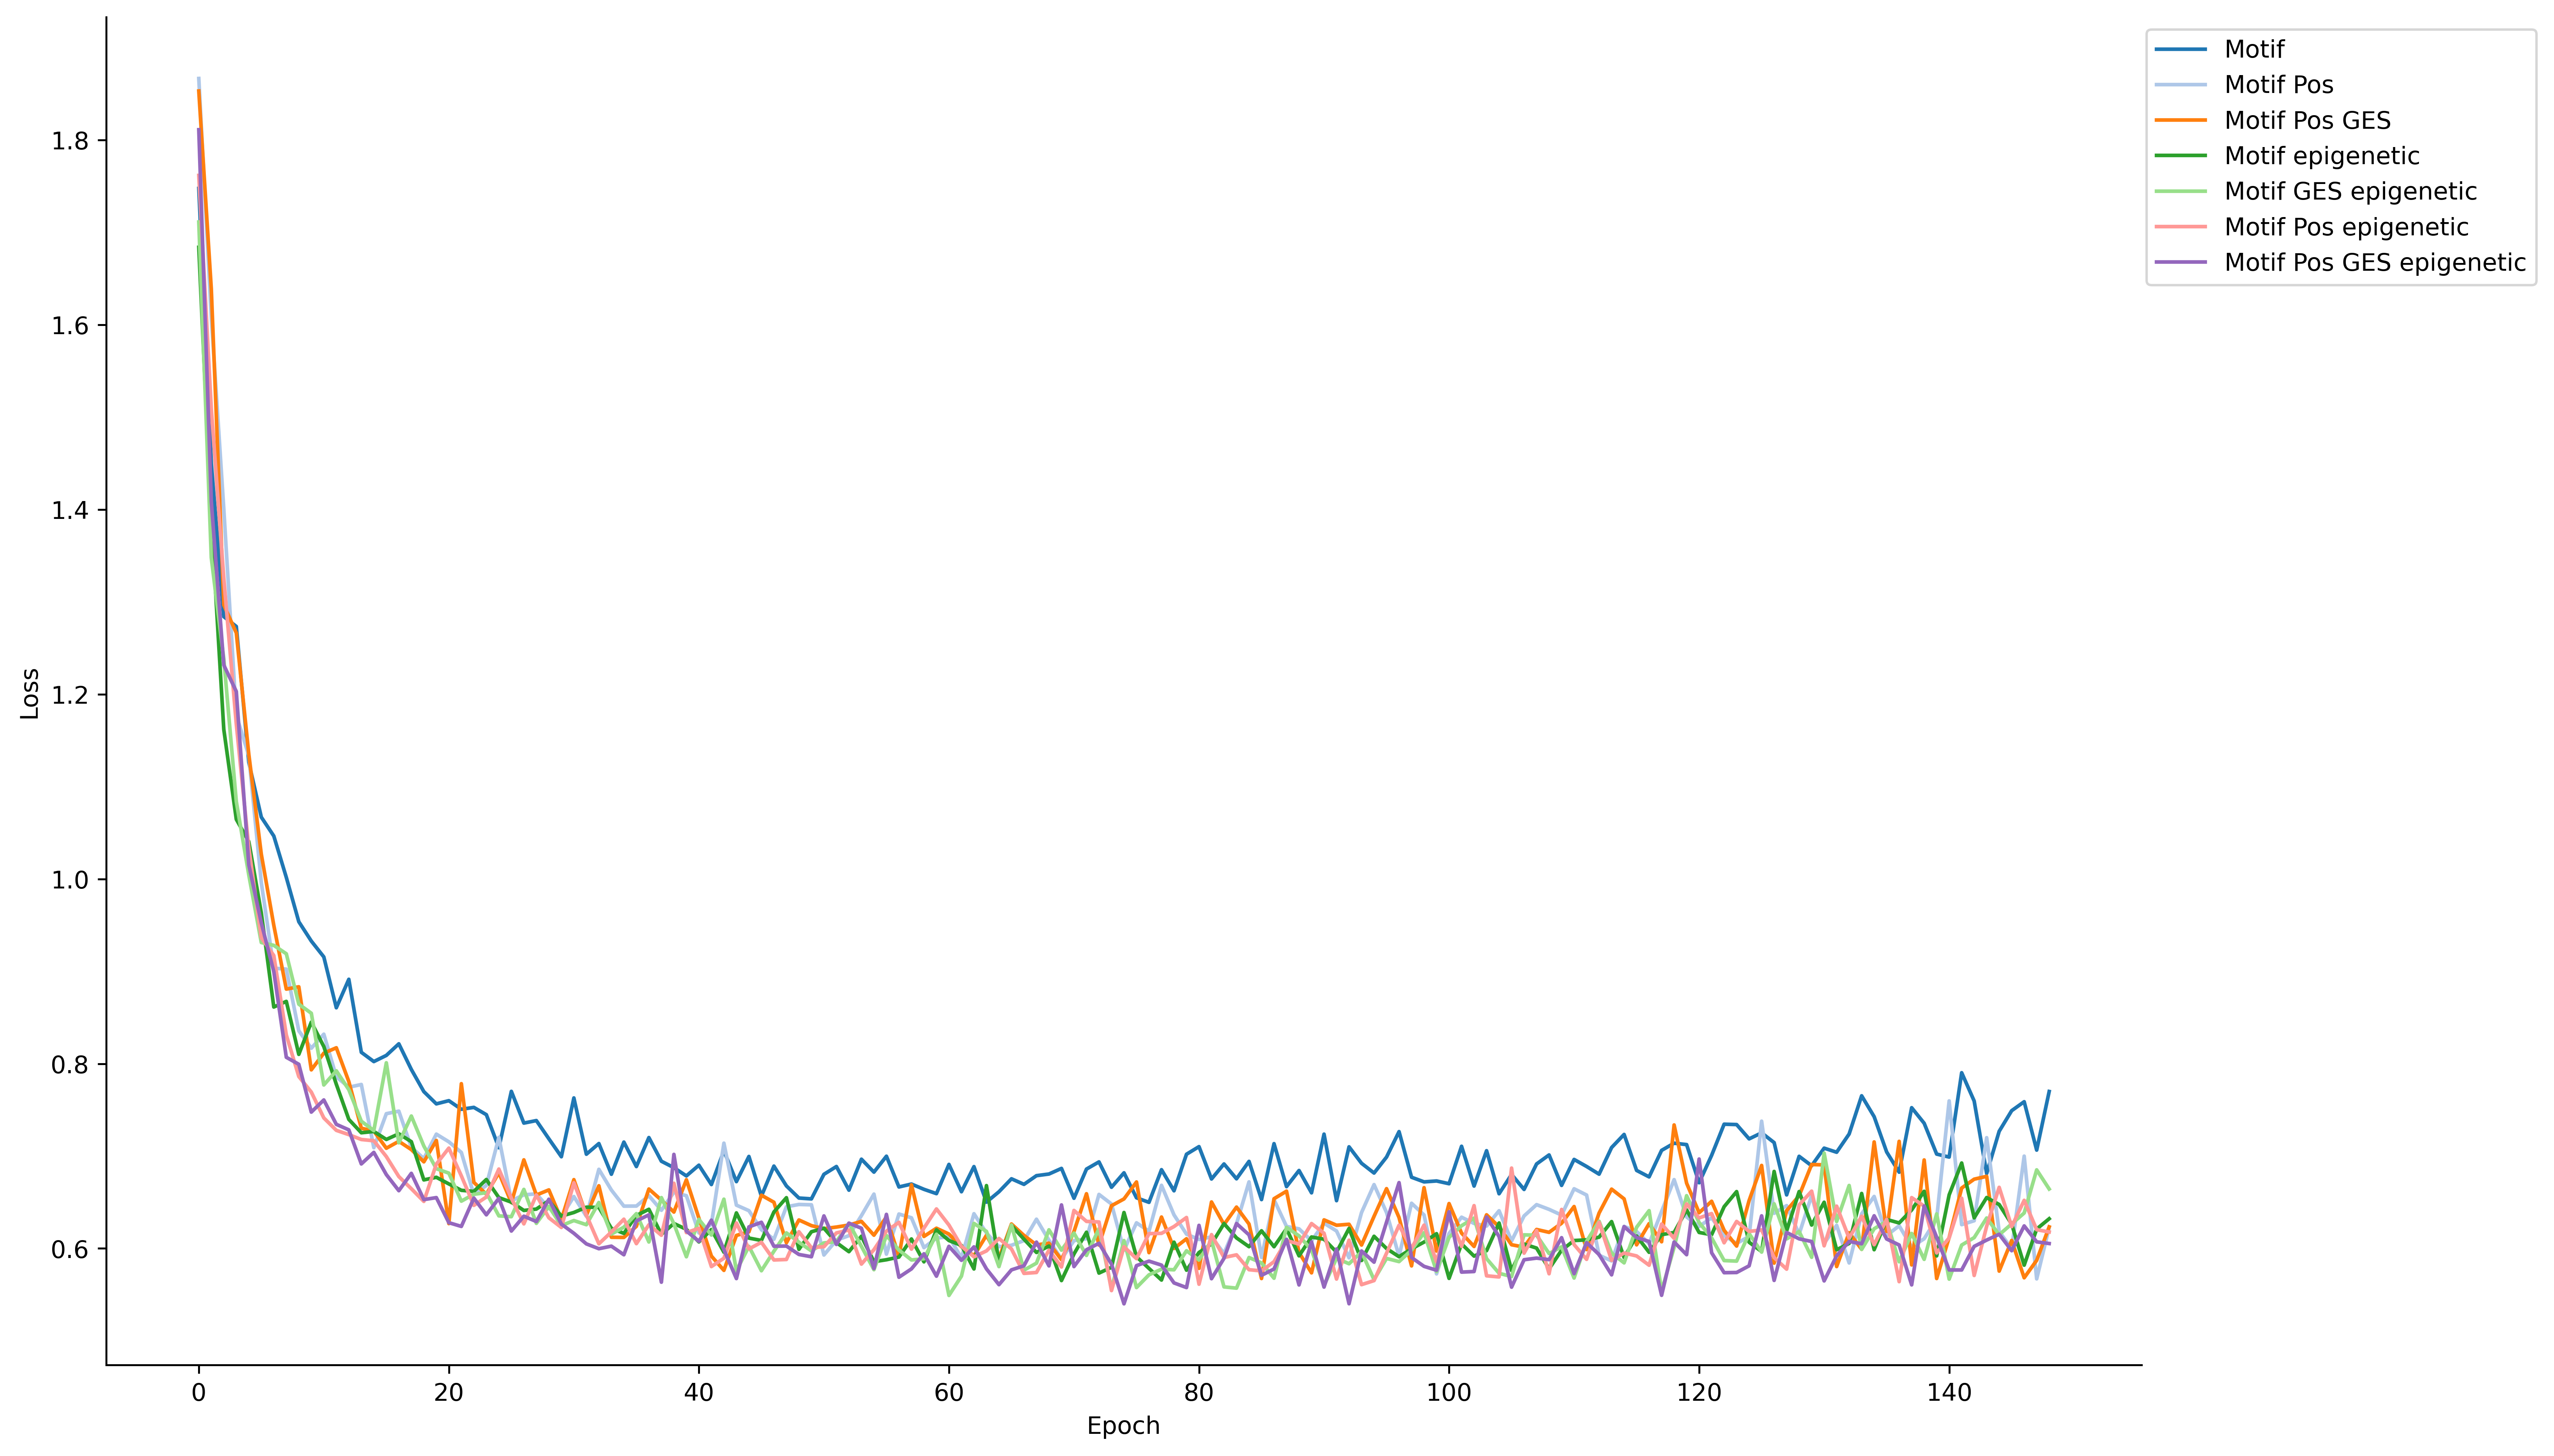 Motif
Motif Pos
Motif Pos GES
Motif epigenetic
Motif GES epigenetic
Motif Pos epigenetic
Motif Pos GES epigenetic
1.8
1.6
1.4
1.2
1.0
0.8
0.6
Loss
0 20 40 60 80 100 120 140
Epoch